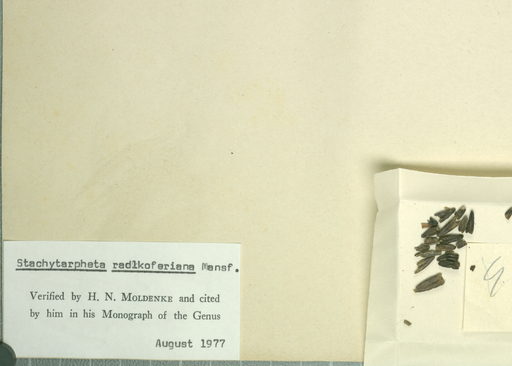 Stachytarpheta radlkoferiana Mansf.
Verified by H. N. MOLDENKE and cited
by him in his Monograph of the Genus
August 1977